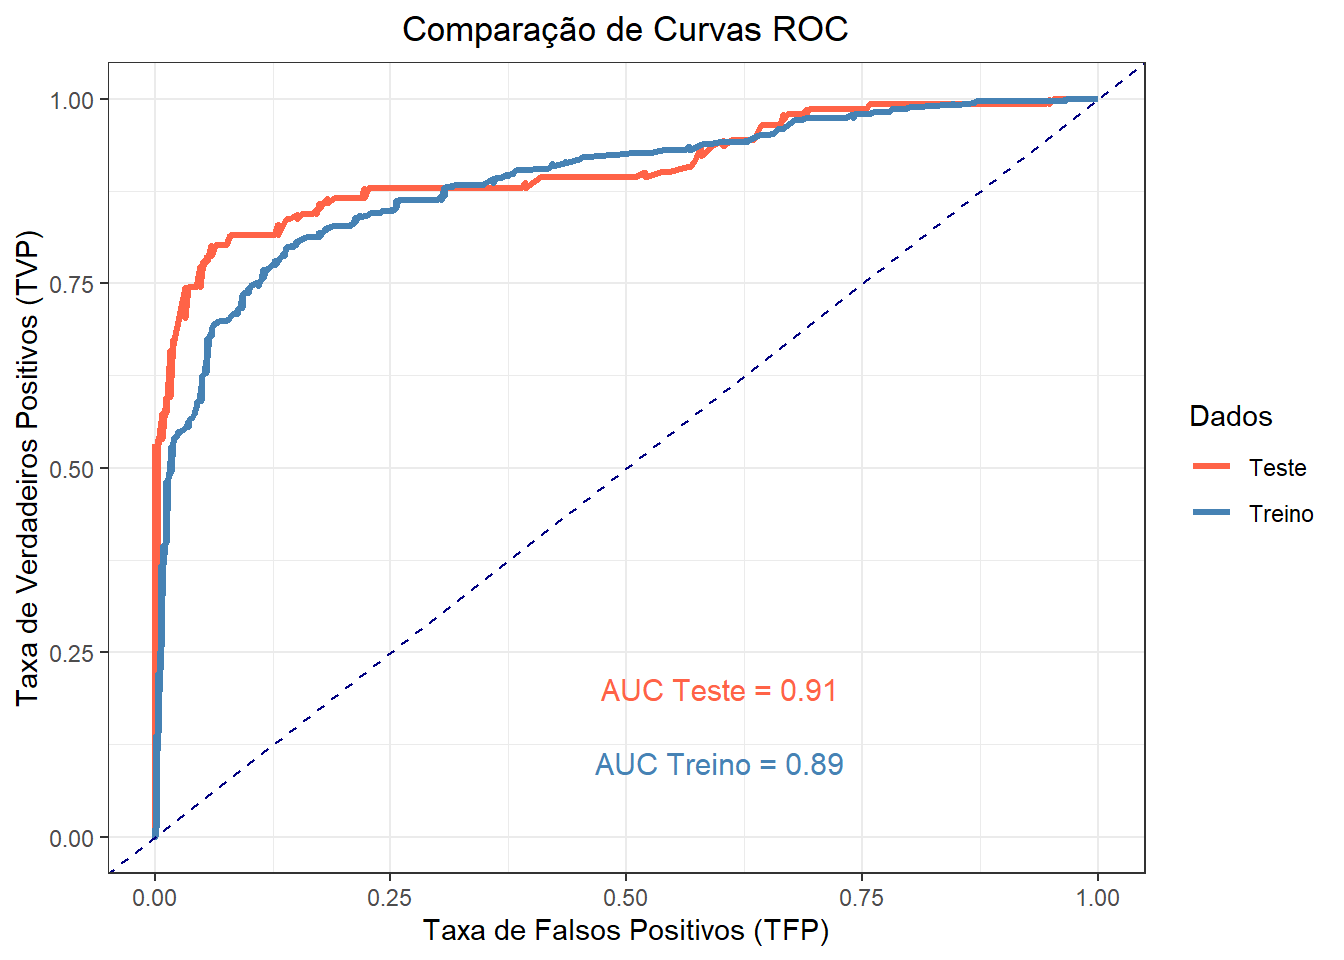 Comparação de Curvas ROC
Taxa de Verdadeiros Positivos (TVP)
1.00
0.75
0.50
0.25
0.00
AUC Teste = 0.91
AUC Treino = 0.89
0.00 0.25 0.50 0.75 1.00
Taxa de Falsos Positivos (TFP)
Dados
Teste
Treino